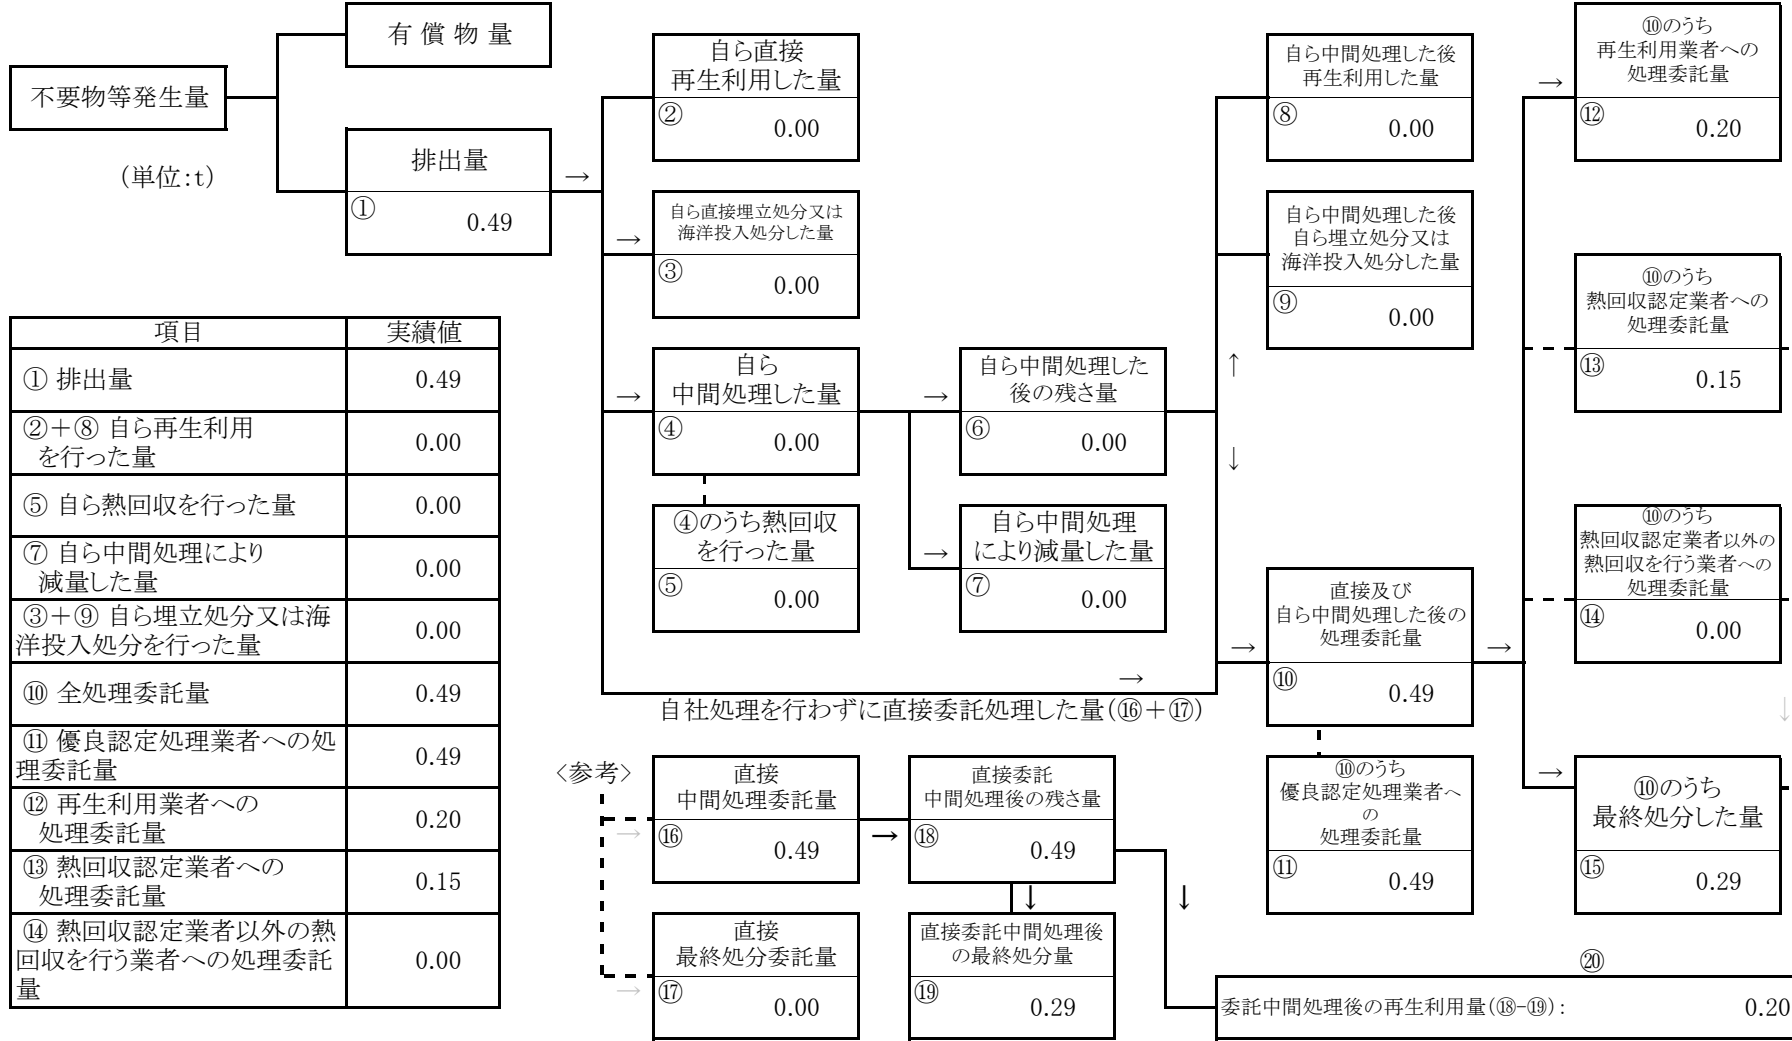 不要物等発生量
(単位:t)
有 償 物 量
排出量
① 0.49
→
自ら直接
再生利用した量
② 0.00
→
自ら直接埋立処分又は
海洋投入処分した量
③ 0.00
→
自ら
中間処理した量
④ 0.00
④のうち熱回収
を行った量
⑤ 0.00
→
自ら中間処理した
後の残さ量
⑥ 0.00
→
自ら中間処理
により減量した量
⑦ 0.00
↑
↓
自ら中間処理した後
再生利用した量
⑧ 0.00
自ら中間処理した後
自ら埋立処分又は
海洋投入処分した量
⑨ 0.00
→
→
自社処理を行わずに直接委託処理した量(⑯+⑰)
直接及び
自ら中間処理した後の
処理委託量
⑩ 0.49
⑩のうち
優良認定処理業者へ
の
処理委託量
⑪ 0.49
→
→
⑩のうち
再生利用業者への
処理委託量
⑫ 0.20
⑩のうち
熱回収認定業者への
処理委託量
⑬ 0.15
⑩のうち
熱回収認定業者以外の
熱回収を行う業者への
処理委託量
⑭ 0.00
↓
→
⑩のうち
最終処分した量
⑮ 0.29
項目 実績値
① 排出量 0.49
②+⑧ 自ら再生利用
を行った量 0.00
⑤ 自ら熱回収を行った量 0.00
⑦ 自ら中間処理により
減量した量 0.00
③+⑨ 自ら埋立処分又は海
洋投入処分を行った量 0.00
⑩ 全処理委託量 0.49
⑪ 優良認定処理業者への処
理委託量 0.49
⑫ 再生利用業者への
処理委託量 0.20
⑬ 熱回収認定業者への
処理委託量 0.15
⑭ 熱回収認定業者以外の熱
回収を行う業者への処理委託
量 0.00
<参考>
→
直接
中間処理委託量
⑯ 0.49
→
直接
最終処分委託量
⑰ 0.00
→
直接委託
中間処理後の残さ量
⑱ 0.49
↓
直接委託中間処理後
の最終処分量
⑲ 0.29
↓
⑳
委託中間処理後の再生利用量(⑱-⑲): 0.20